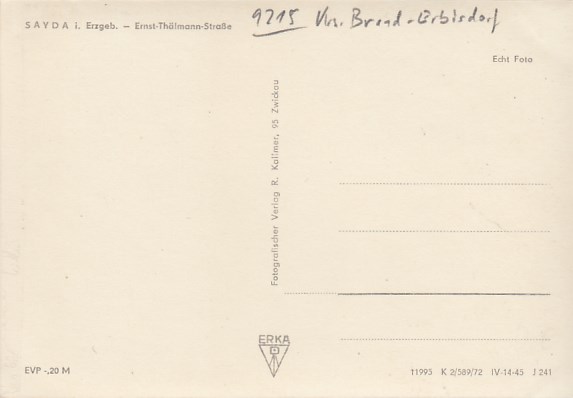 SAYDA i. Erzgeb. – Ernst-Thälmann-Straße
9215 Krs. Brand-Erbisdorf
Echt Foto
Fotografischer Verlag R. Kallmer, 95 Zwickau
ERKA
EVP -,20 M
11995 K 2/589/72 IV-14-45 J 241